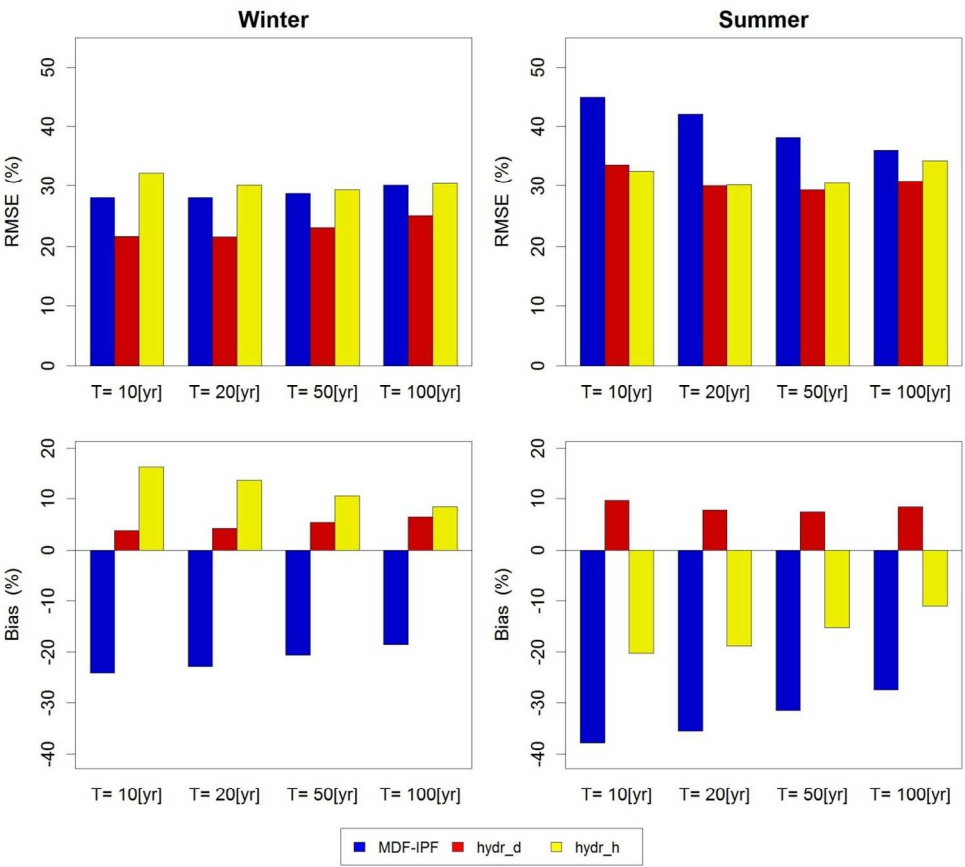 Winter
Summer
RMSE (%)
50
40
30
20
10
0
T= 10[yr] T= 20[yr] T= 50[yr] T= 100[yr]
RMSE (%)
50
40
30
20
10
0
T= 10[yr] T= 20[yr] T= 50[yr] T= 100[yr]
Bias (%)
20
10
0
-10
-20
-30
-40
T= 10[yr] T= 20[yr] T= 50[yr] T= 100[yr]
Bias (%)
20
10
0
-10
-20
-30
-40
T= 10[yr] T= 20[yr] T= 50[yr] T= 100[yr]
MDF-IPF hydr_d hydr_h